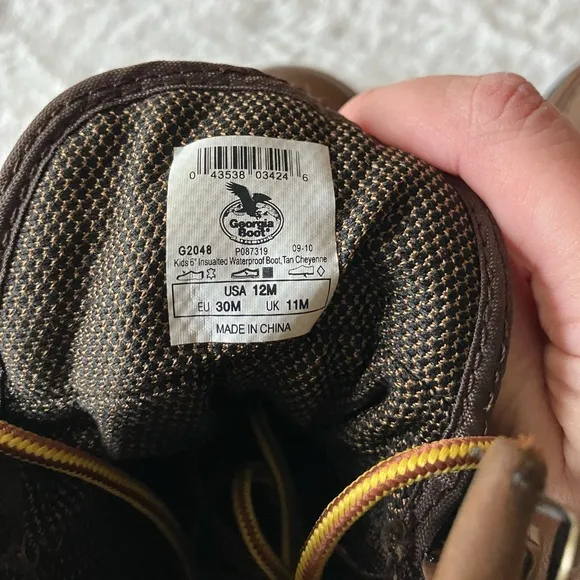 0 43538 03424 6
Georgia
Boot
G2048 P087319 09-10
Kids 6" Insualted Waterproof Boot,Tan Cheyenne
USA 12M
EU 30M UK 11M
MADE IN CHINA